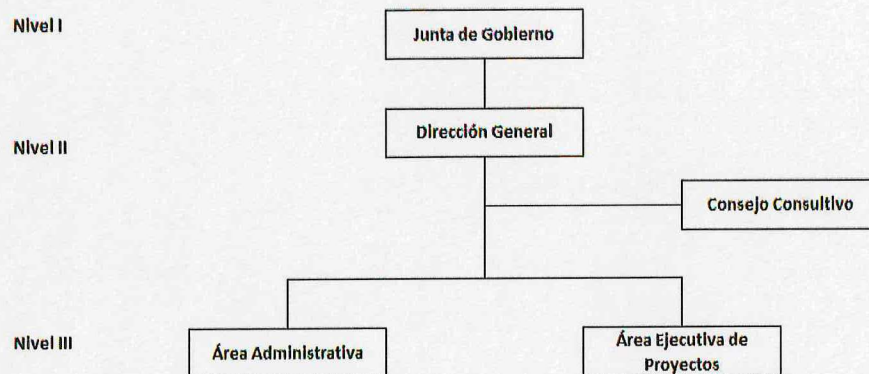 Nivel I
Junta de Gobierno
Dirección General
Nivel II
Consejo Consultivo
Nivel III
Área Administrativa
Área Ejecutiva de
Proyectos